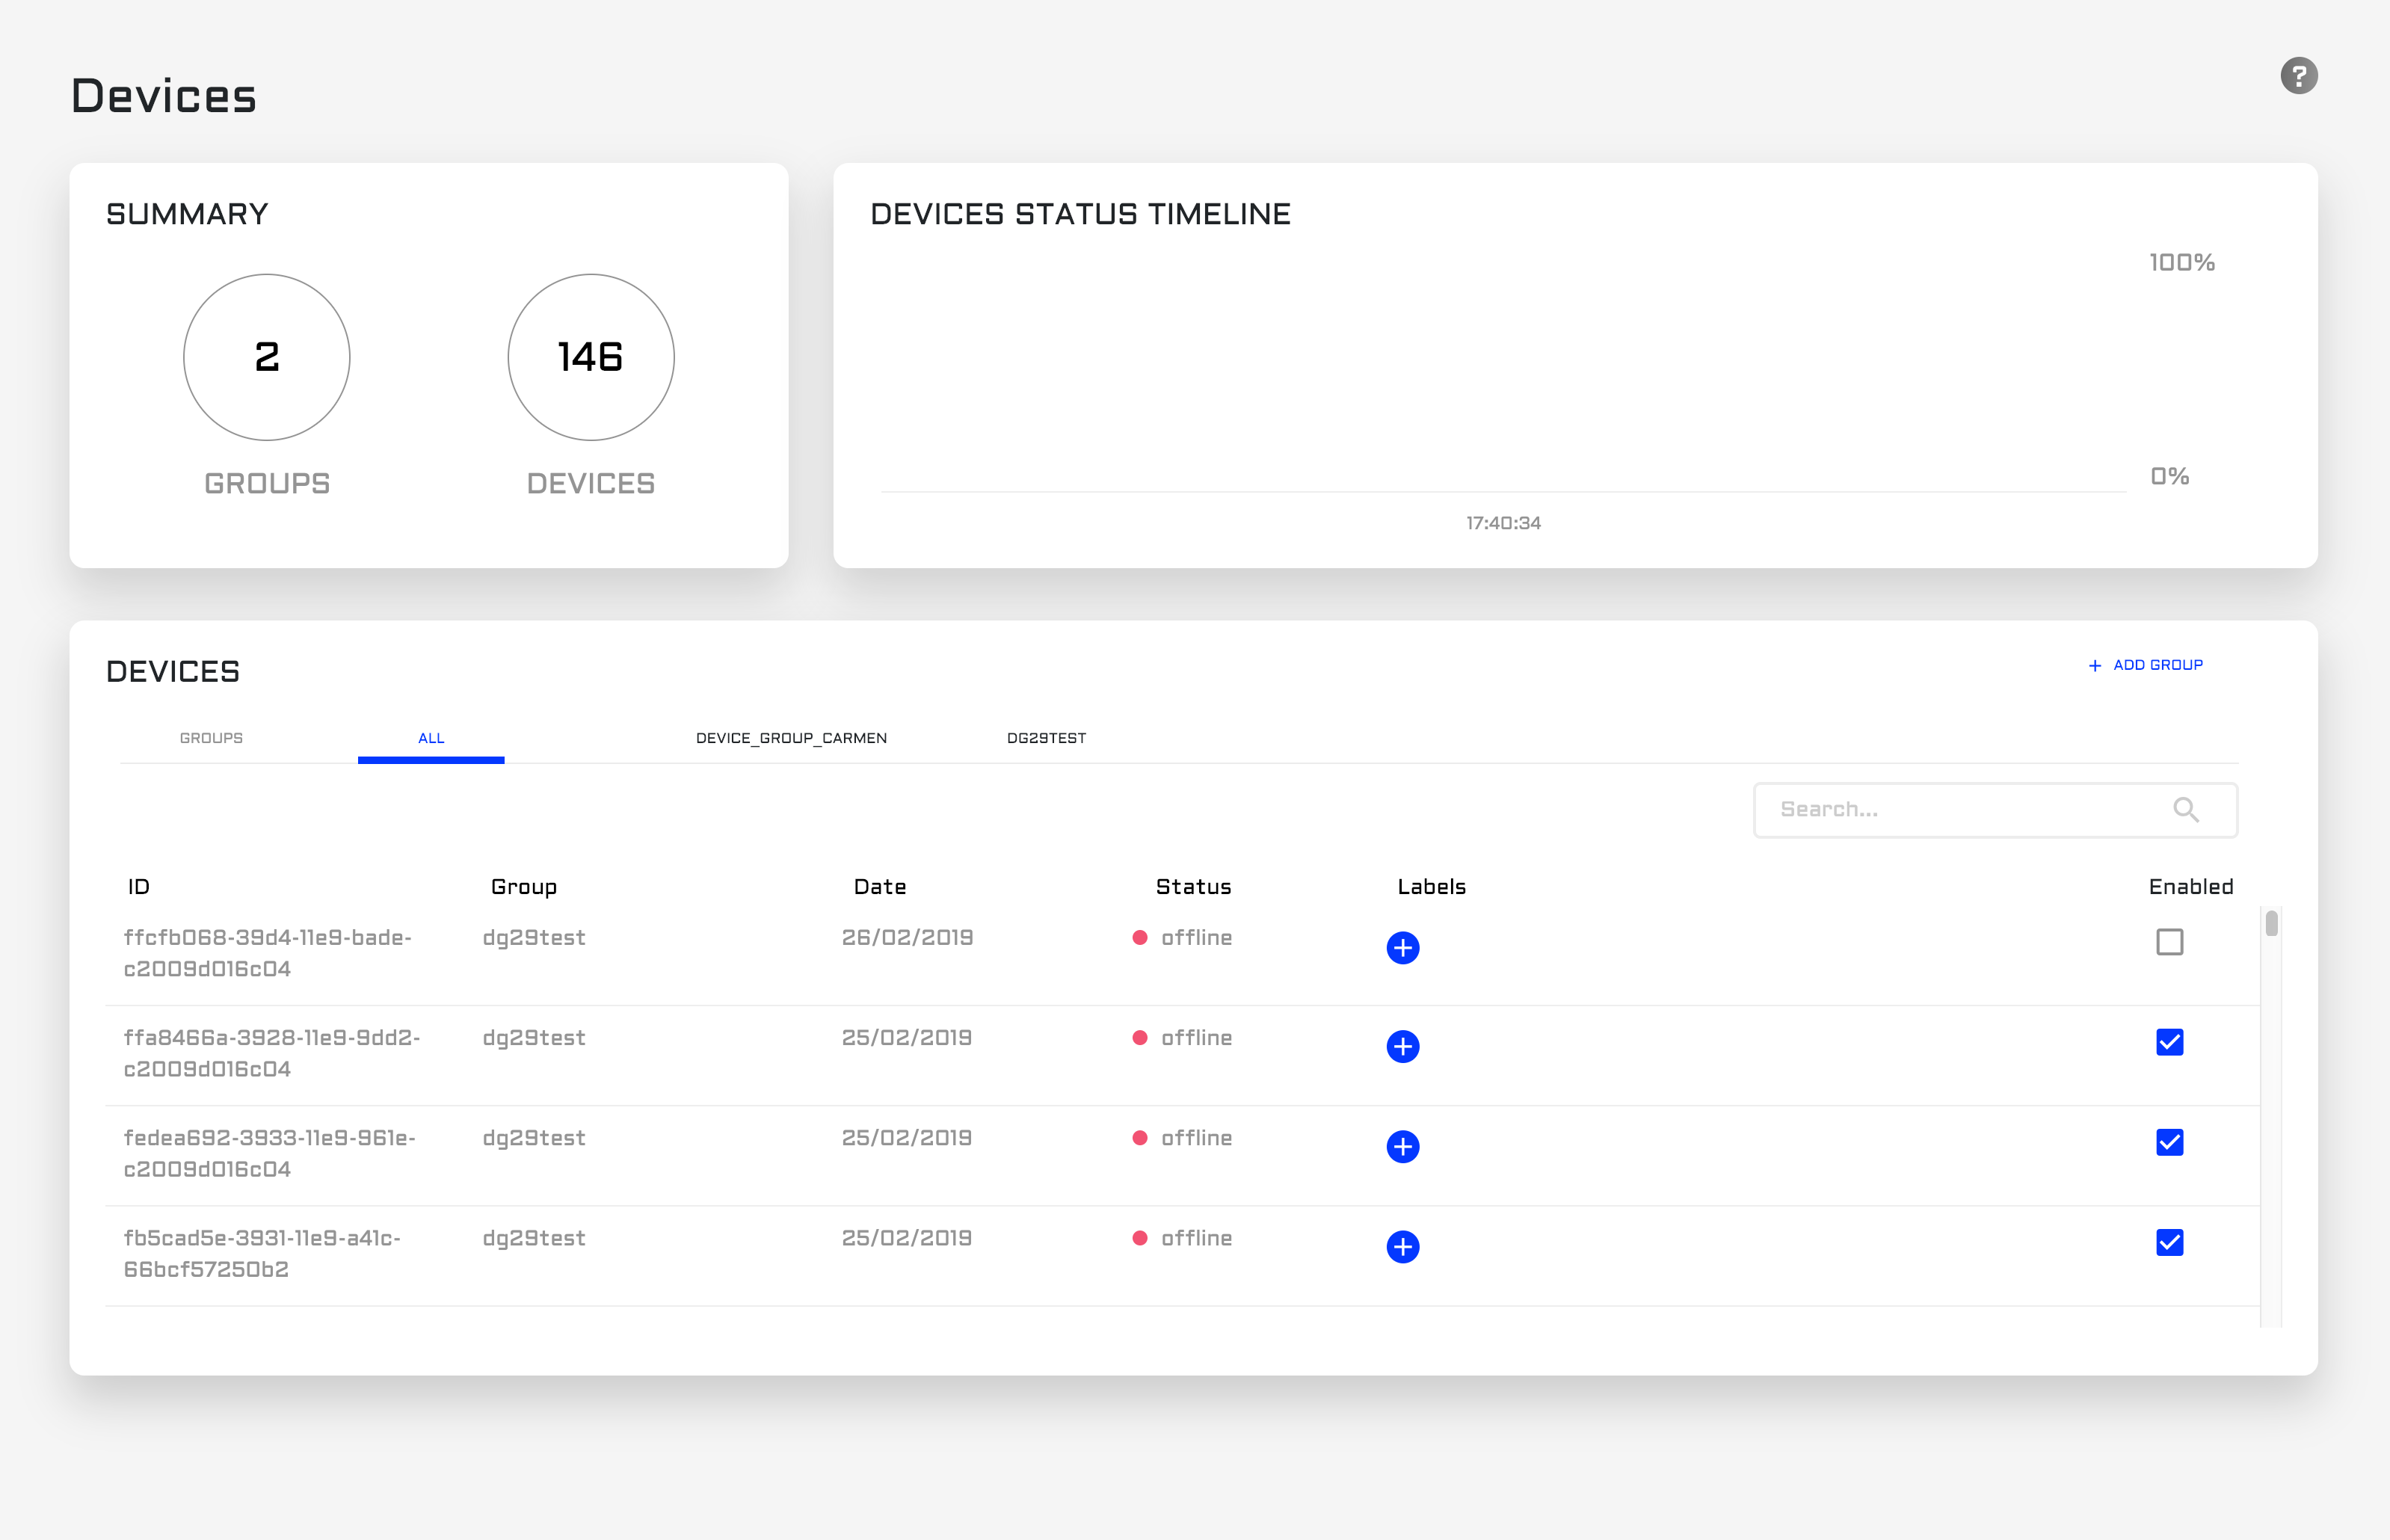 Devices
?
SUMMARY
2
146
GROUPS
DEVICES
DEVICES STATUS TIMELINE
100%
0%
17:40:34
DEVICES
+ ADD GROUP
GROUPS ALL DEVICE_GROUP_CARMEN DG29TEST
Search...
ID Group Date Status Labels Enabled
ffcfb068-39d4-11e9-bade- dg29test 26/02/2019 offline
c2009d016c04
ffa8466a-3928-11e9-9dd2- dg29test 25/02/2019 offline
c2009d016c04
fedea692-3933-11e9-961e- dg29test 25/02/2019 offline
c2009d016c04
fb5cad5e-3931-11e9-a41c- dg29test 25/02/2019 offline
66bcf57250b2